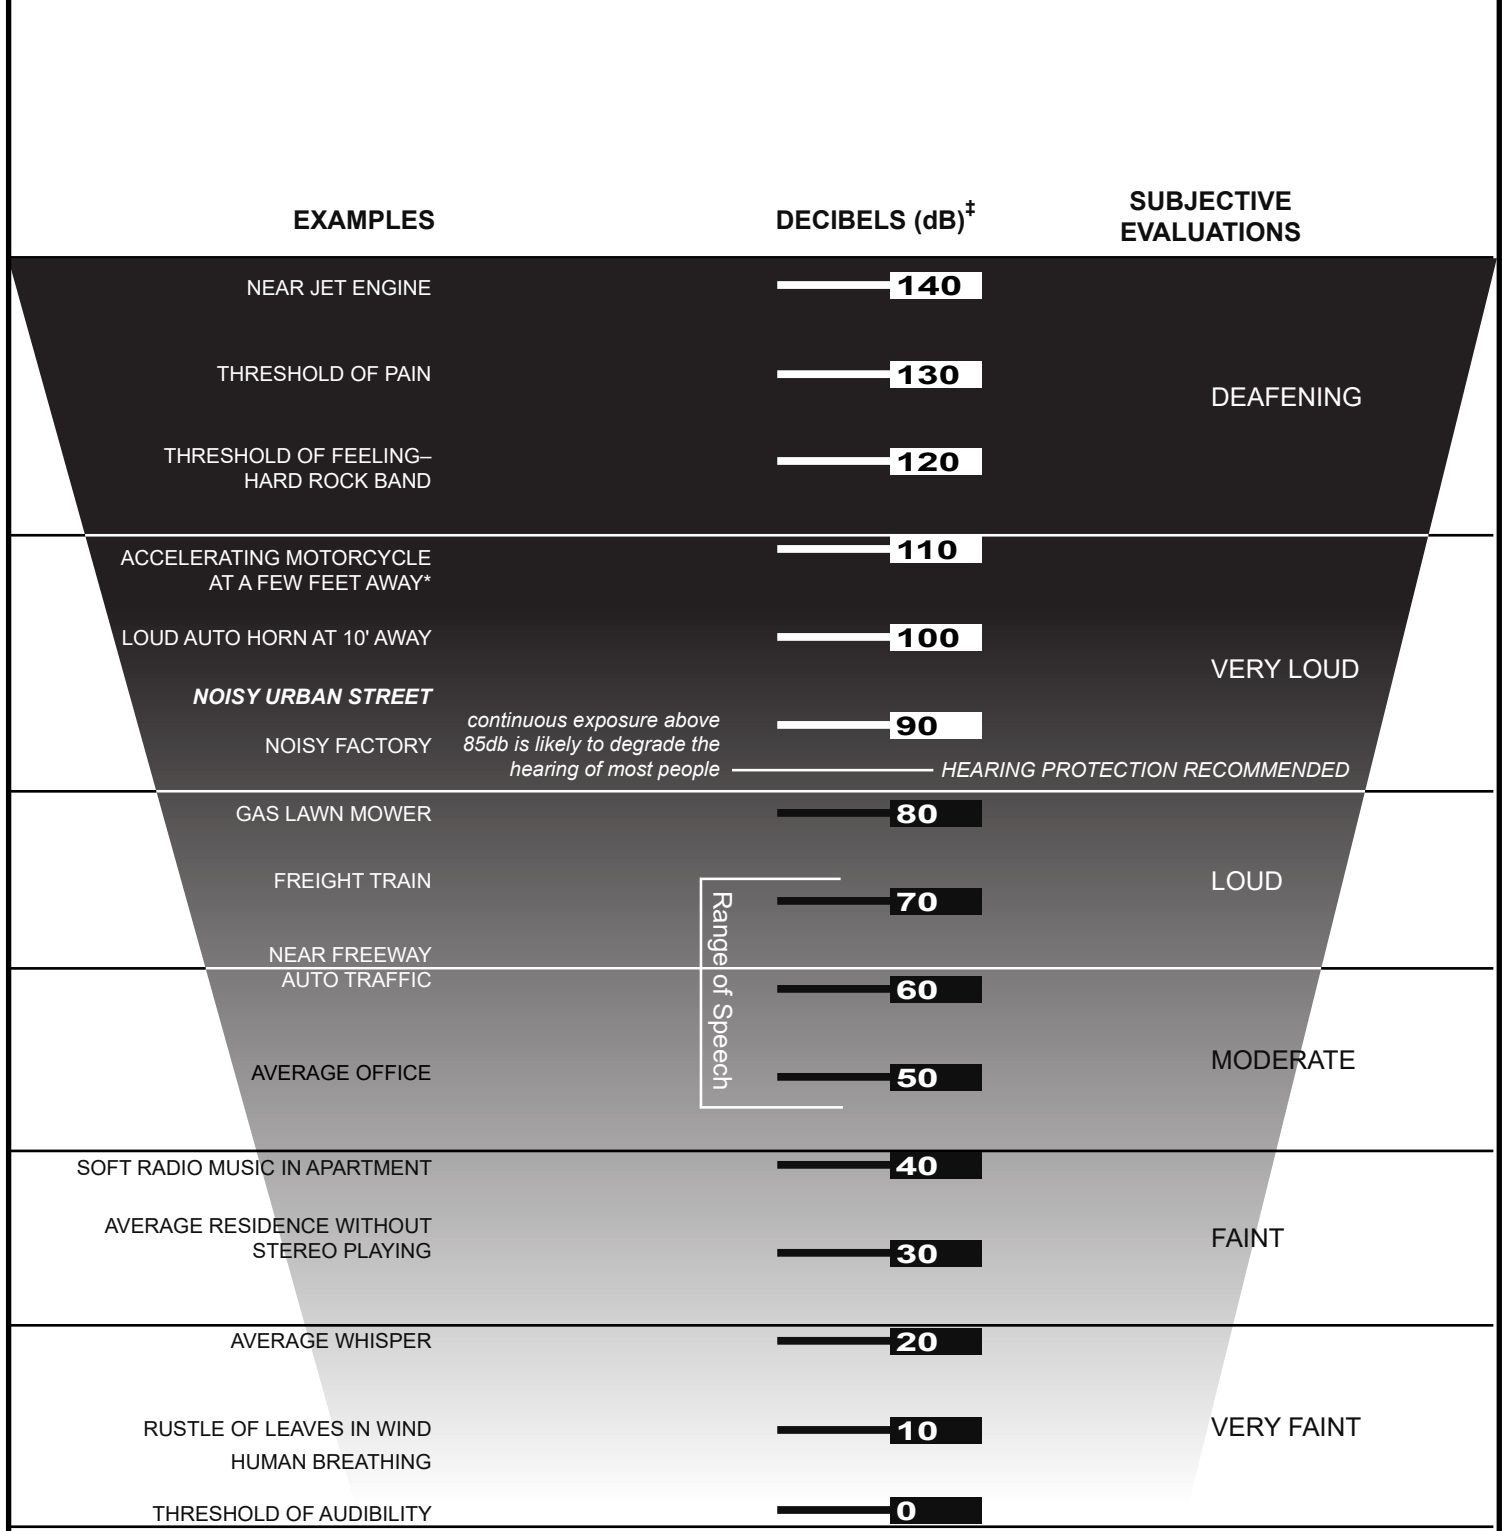 EXAMPLES
DECIBELS (dB)‡
SUBJECTIVE
EVALUATIONS
NEAR JET ENGINE
140
THRESHOLD OF PAIN
130
DEAFENING
THRESHOLD OF FEELING–
HARD ROCK BAND
120
ACCELERATING MOTORCYCLE
AT A FEW FEET AWAY*
110
LOUD AUTO HORN AT 10' AWAY
100
VERY LOUD
NOISY URBAN STREET
NOISY FACTORY
continuous exposure above
85db is likely to degrade the
hearing of most people
90
HEARING PROTECTION RECOMMENDED
GAS LAWN MOWER
80
FREIGHT TRAIN
70
LOUD
Range of Speech
NEAR FREEWAY
AUTO TRAFFIC
60
AVERAGE OFFICE
50
MODERATE
SOFT RADIO MUSIC IN APARTMENT
40
AVERAGE RESIDENCE WITHOUT
STEREO PLAYING
30
FAINT
AVERAGE WHISPER
20
RUSTLE OF LEAVES IN WIND
10
VERY FAINT
HUMAN BREATHING
THRESHOLD OF AUDIBILITY
0